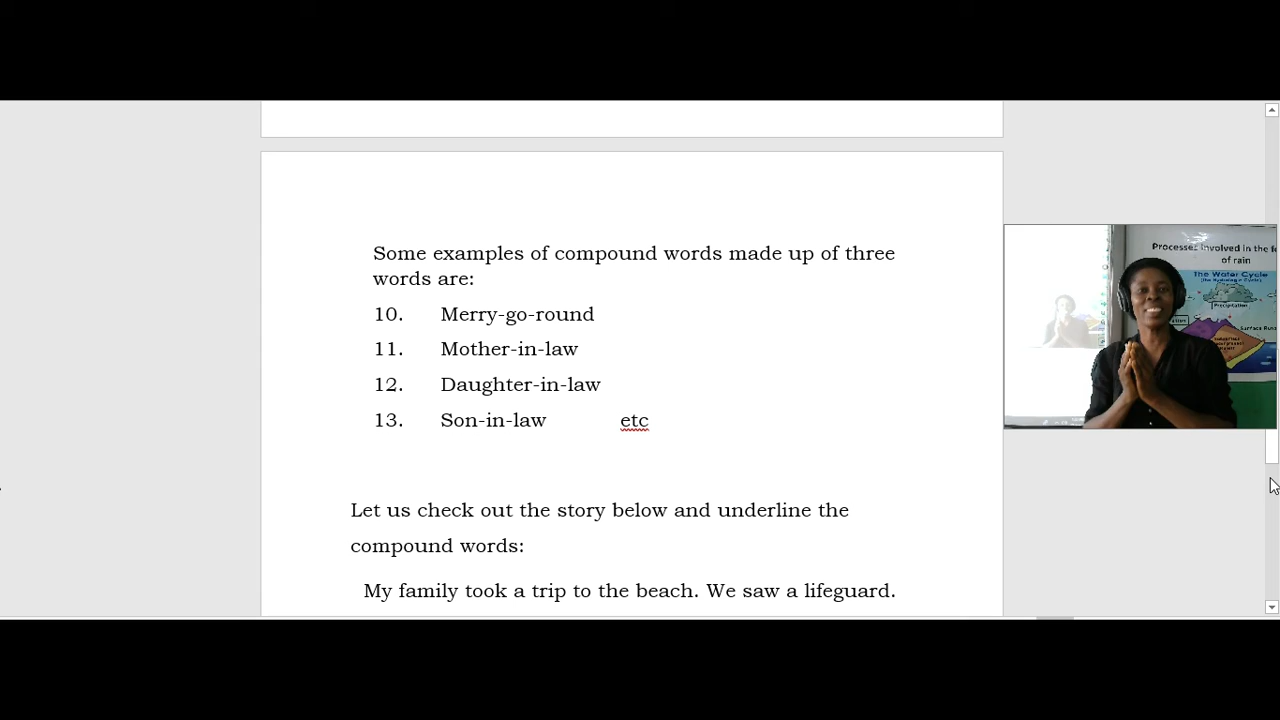 Some examples of compound words made up of three
words are:
10. Merry-go-round
11. Mother-in-law
12. Daughter-in-law
13. Son-in-law etc
Let us check out the story below and underline the
compound words:
My family took a trip to the beach. We saw a lifeguard.
Processes involved in the
of rain
The Water Cycle
Precipitation